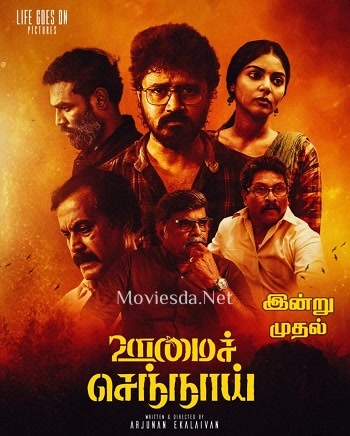 LIFE GOES ON
PICTURES
Moviesda.Net
இன்று
முதல்
ஊமைச்
செந்நாய்
WRITTEN & DIRECTED BY
ARJUNAN EKALAIVAN